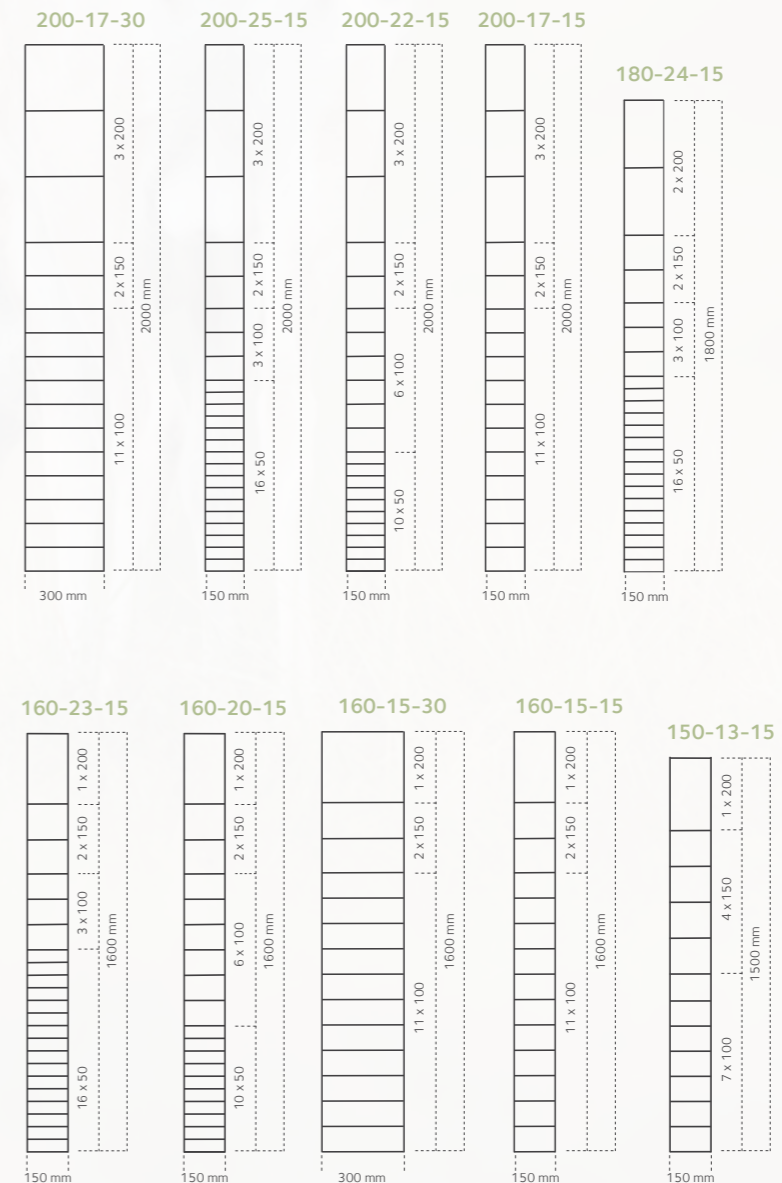 200-17-30
3 x 200
2 x 150
11 x 100
2000 mm
300 mm
200-25-15
3 x 200
2 x 150
3 x 100
16 x 50
2000 mm
150 mm
200-22-15
3 x 200
2 x 150
6 x 100
10 x 50
2000 mm
150 mm
200-17-15
3 x 200
2 x 150
11 x 100
2000 mm
150 mm
180-24-15
2 x 200
2 x 150
3 x 100
16 x 50
1800 mm
150 mm
160-23-15
1 x 200
2 x 150
3 x 100
16 x 50
1600 mm
150 mm
160-20-15
1 x 200
2 x 150
6 x 100
10 x 50
1600 mm
150 mm
160-15-30
1 x 200
2 x 150
11 x 100
1600 mm
300 mm
160-15-15
1 x 200
2 x 150
11 x 100
1600 mm
150 mm
150-13-15
1 x 200
4 x 150
7 x 100
1500 mm
150 mm